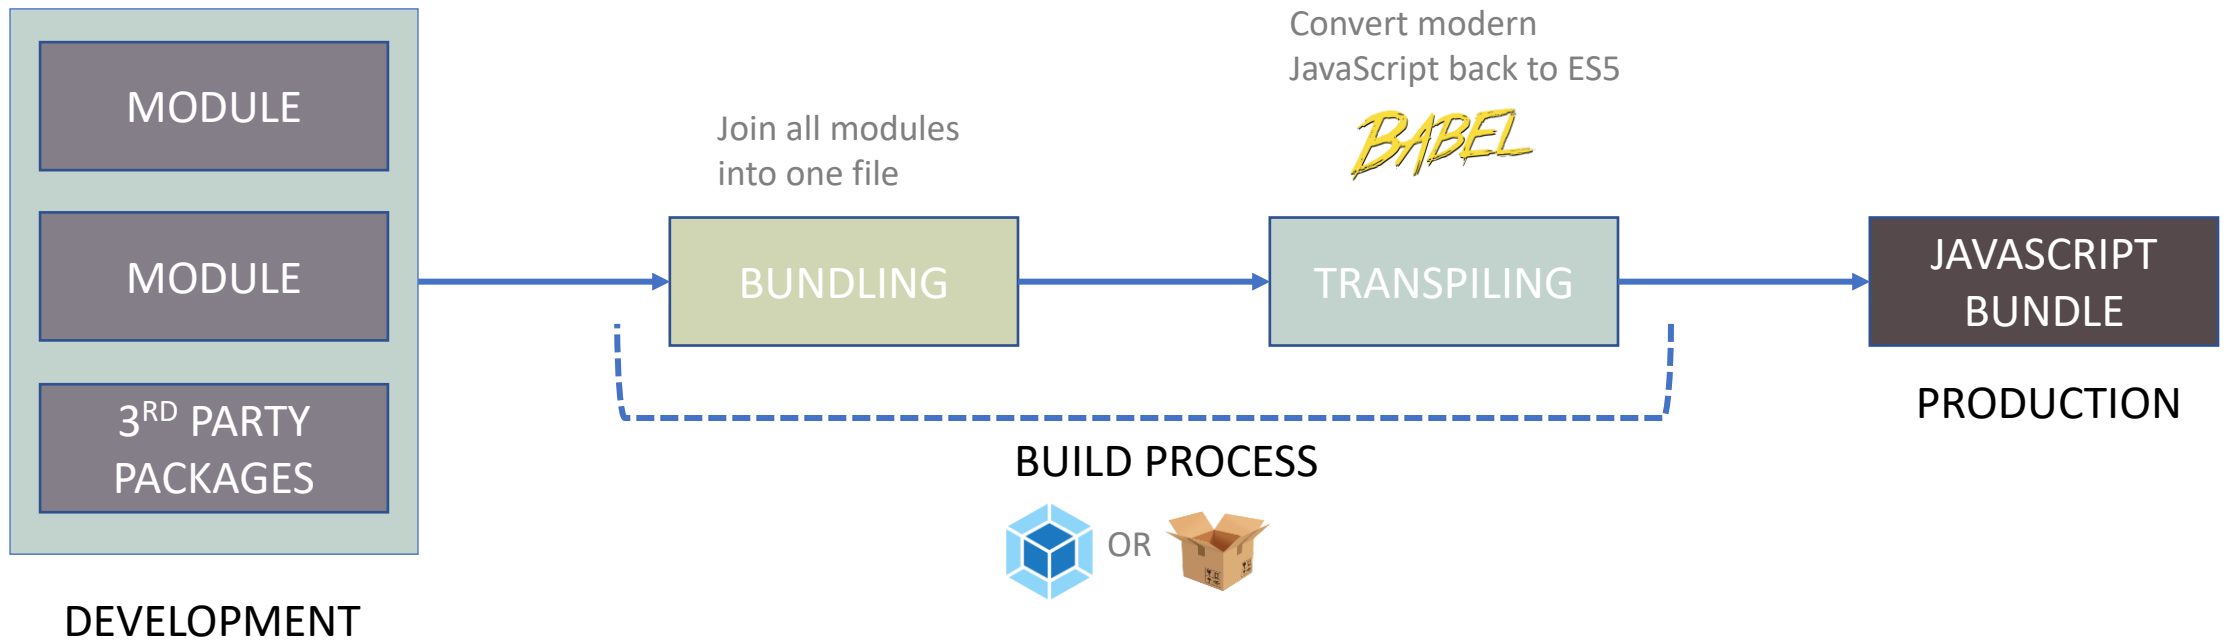 MODULE
MODULE
3RD PARTY
PACKAGES
DEVELOPMENT
Join all modules
into one file
BUNDLING
Convert modern
JavaScript back to ES5
BABEL
TRANSPILING
BUILD PROCESS
OR
JAVASCRIPT
BUNDLE
PRODUCTION